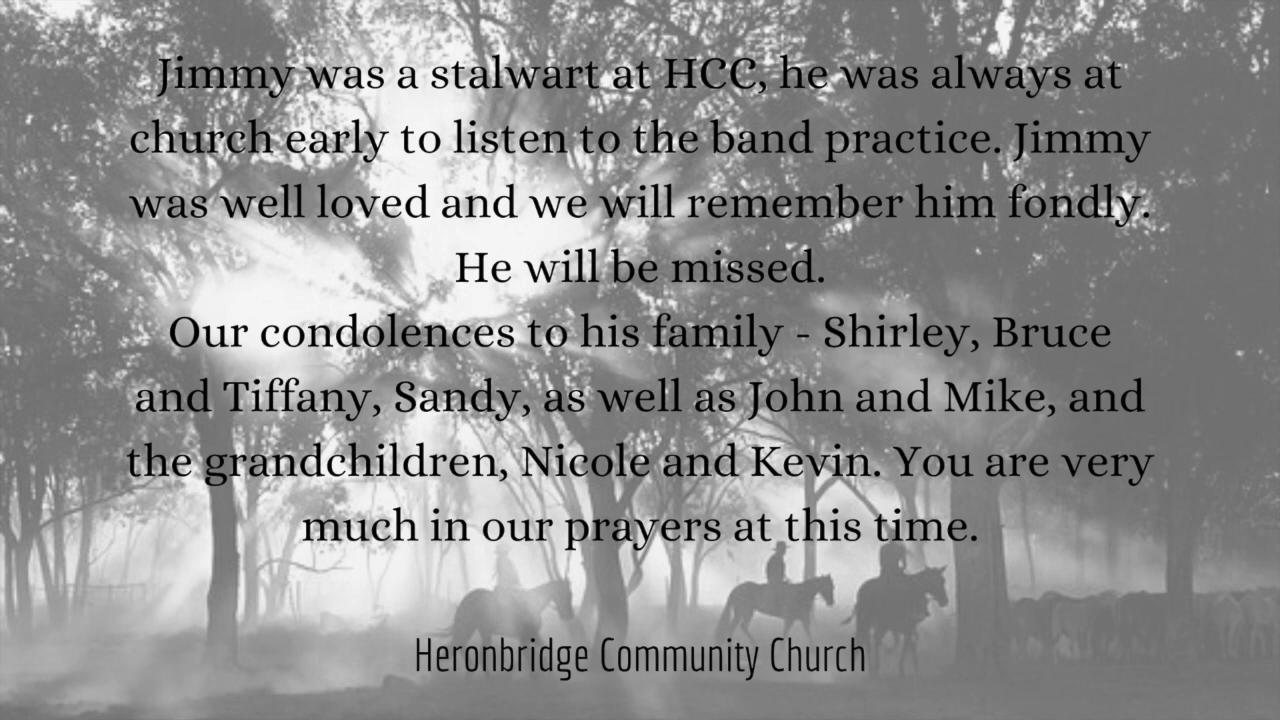 Jimmy was a stalwart at HCC, he was always at
church early to listen to the band practice. Jimmy
was well loved and we will remember him fondly.
He will be missed.
Our condolences to his family - Shirley, Bruce
and Tiffany, Sandy, as well as John and Mike, and
the grandchildren, Nicole and Kevin. You are very
much in our prayers at this time.
Heronbridge Community Church